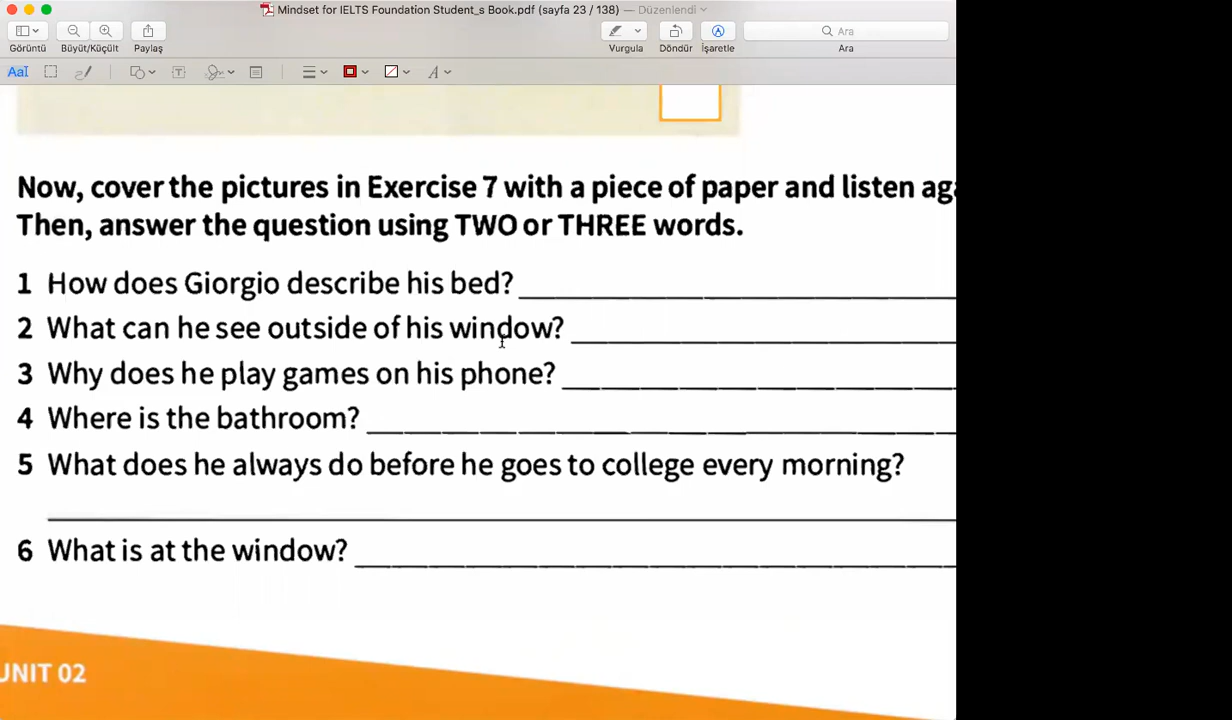 Mindset for IELTS Foundation Student_s Book.pdf (sayfa 23 / 138) — Düzenlendi
Görüntü Büyüt/Küçült Paylaş Vurgula Döndür İşaretle Ara
Ara
Now, cover the pictures in Exercise 7 with a piece of paper and listen aga
Then, answer the question using TWO or THREE words.
1 How does Giorgio describe his bed?
2 What can he see outside of his window?
3 Why does he play games on his phone?
4 Where is the bathroom?
5 What does he always do before he goes to college every morning?
6 What is at the window?
UNIT 02